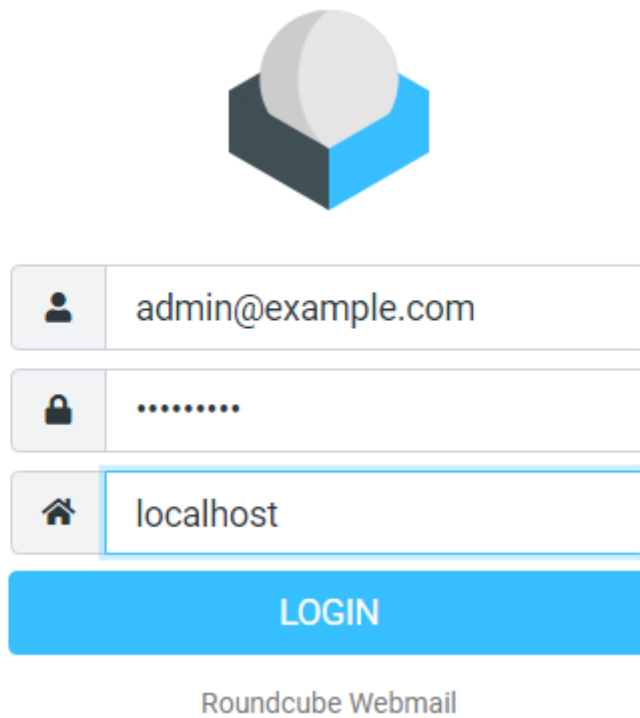 admin@example.com
•••••••••
localhost
LOGIN
Roundcube Webmail